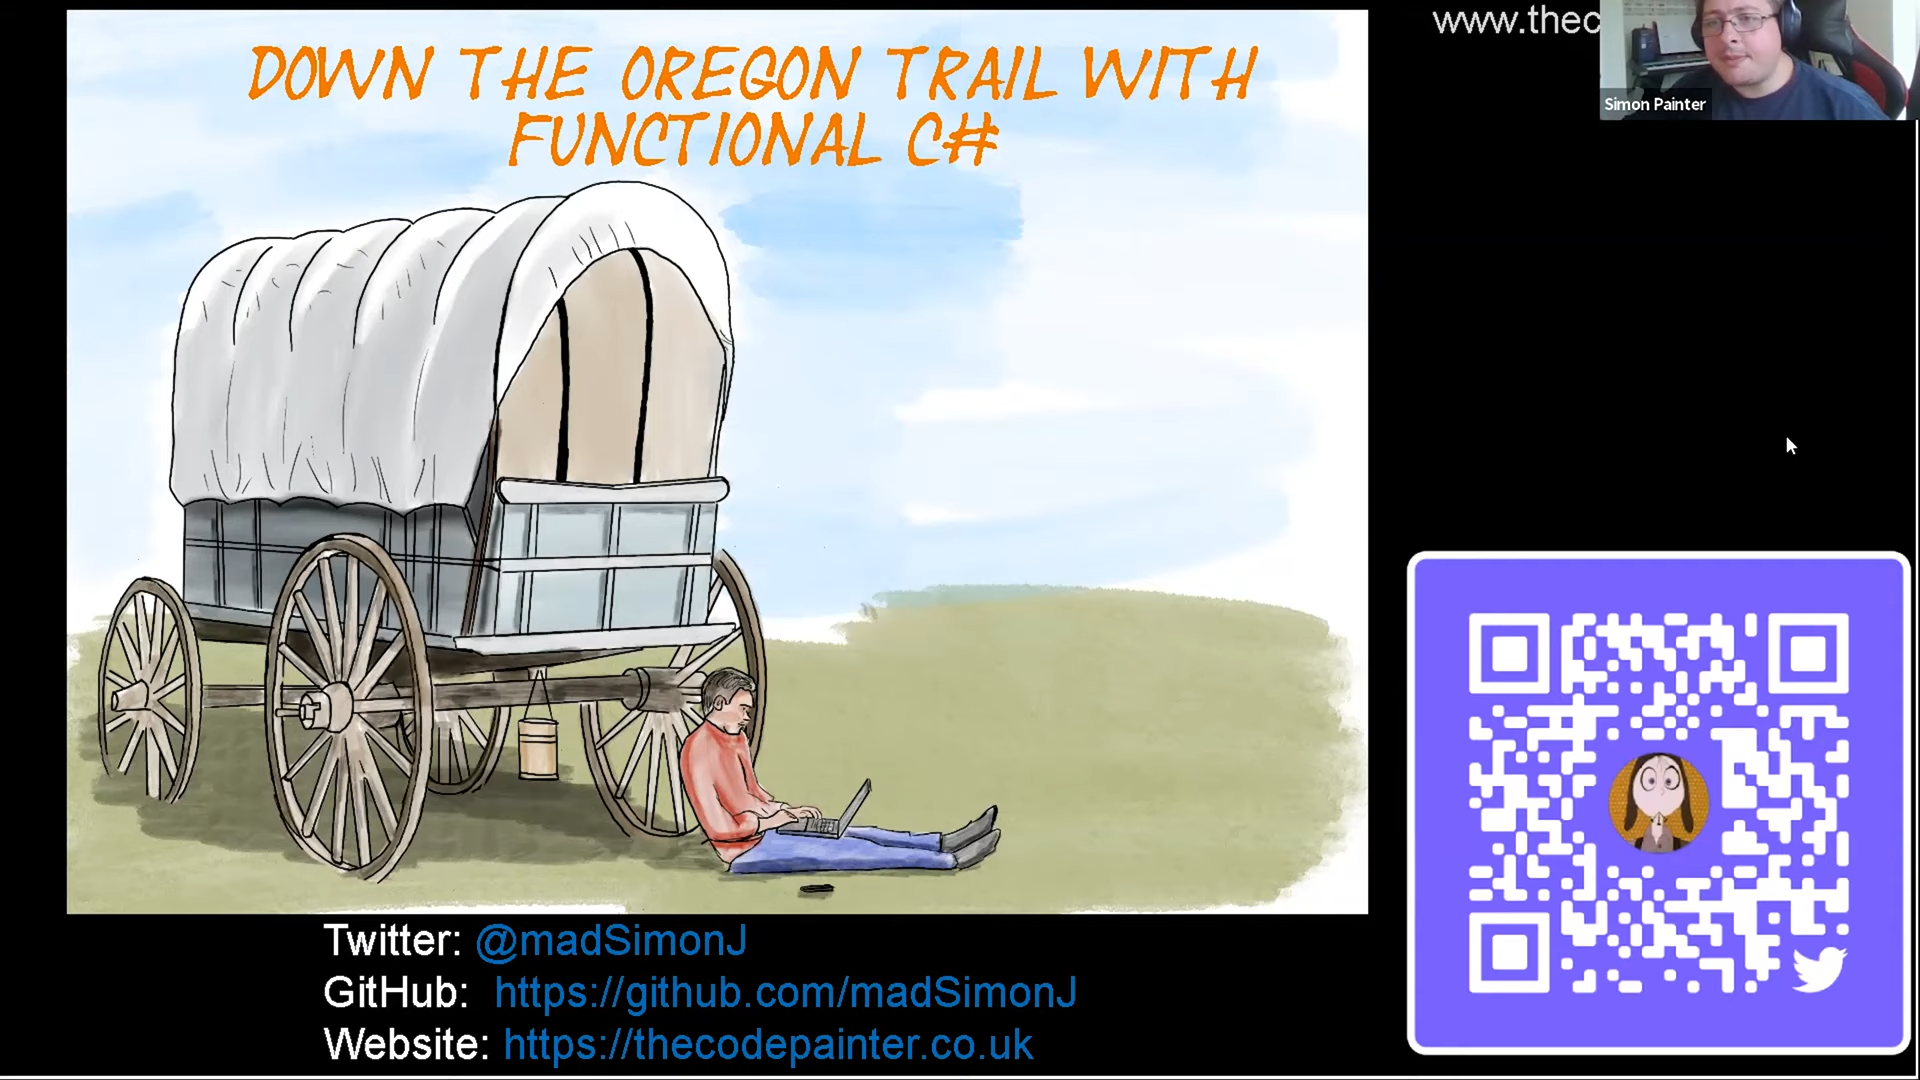 DOWN THE OREGON TRAIL WITH
FUNCTIONAL C#
www.thec
Simon Painter
Twitter: @madSimonJ
GitHub: https://github.com/madSimonJ
Website: https://thecodepainter.co.uk